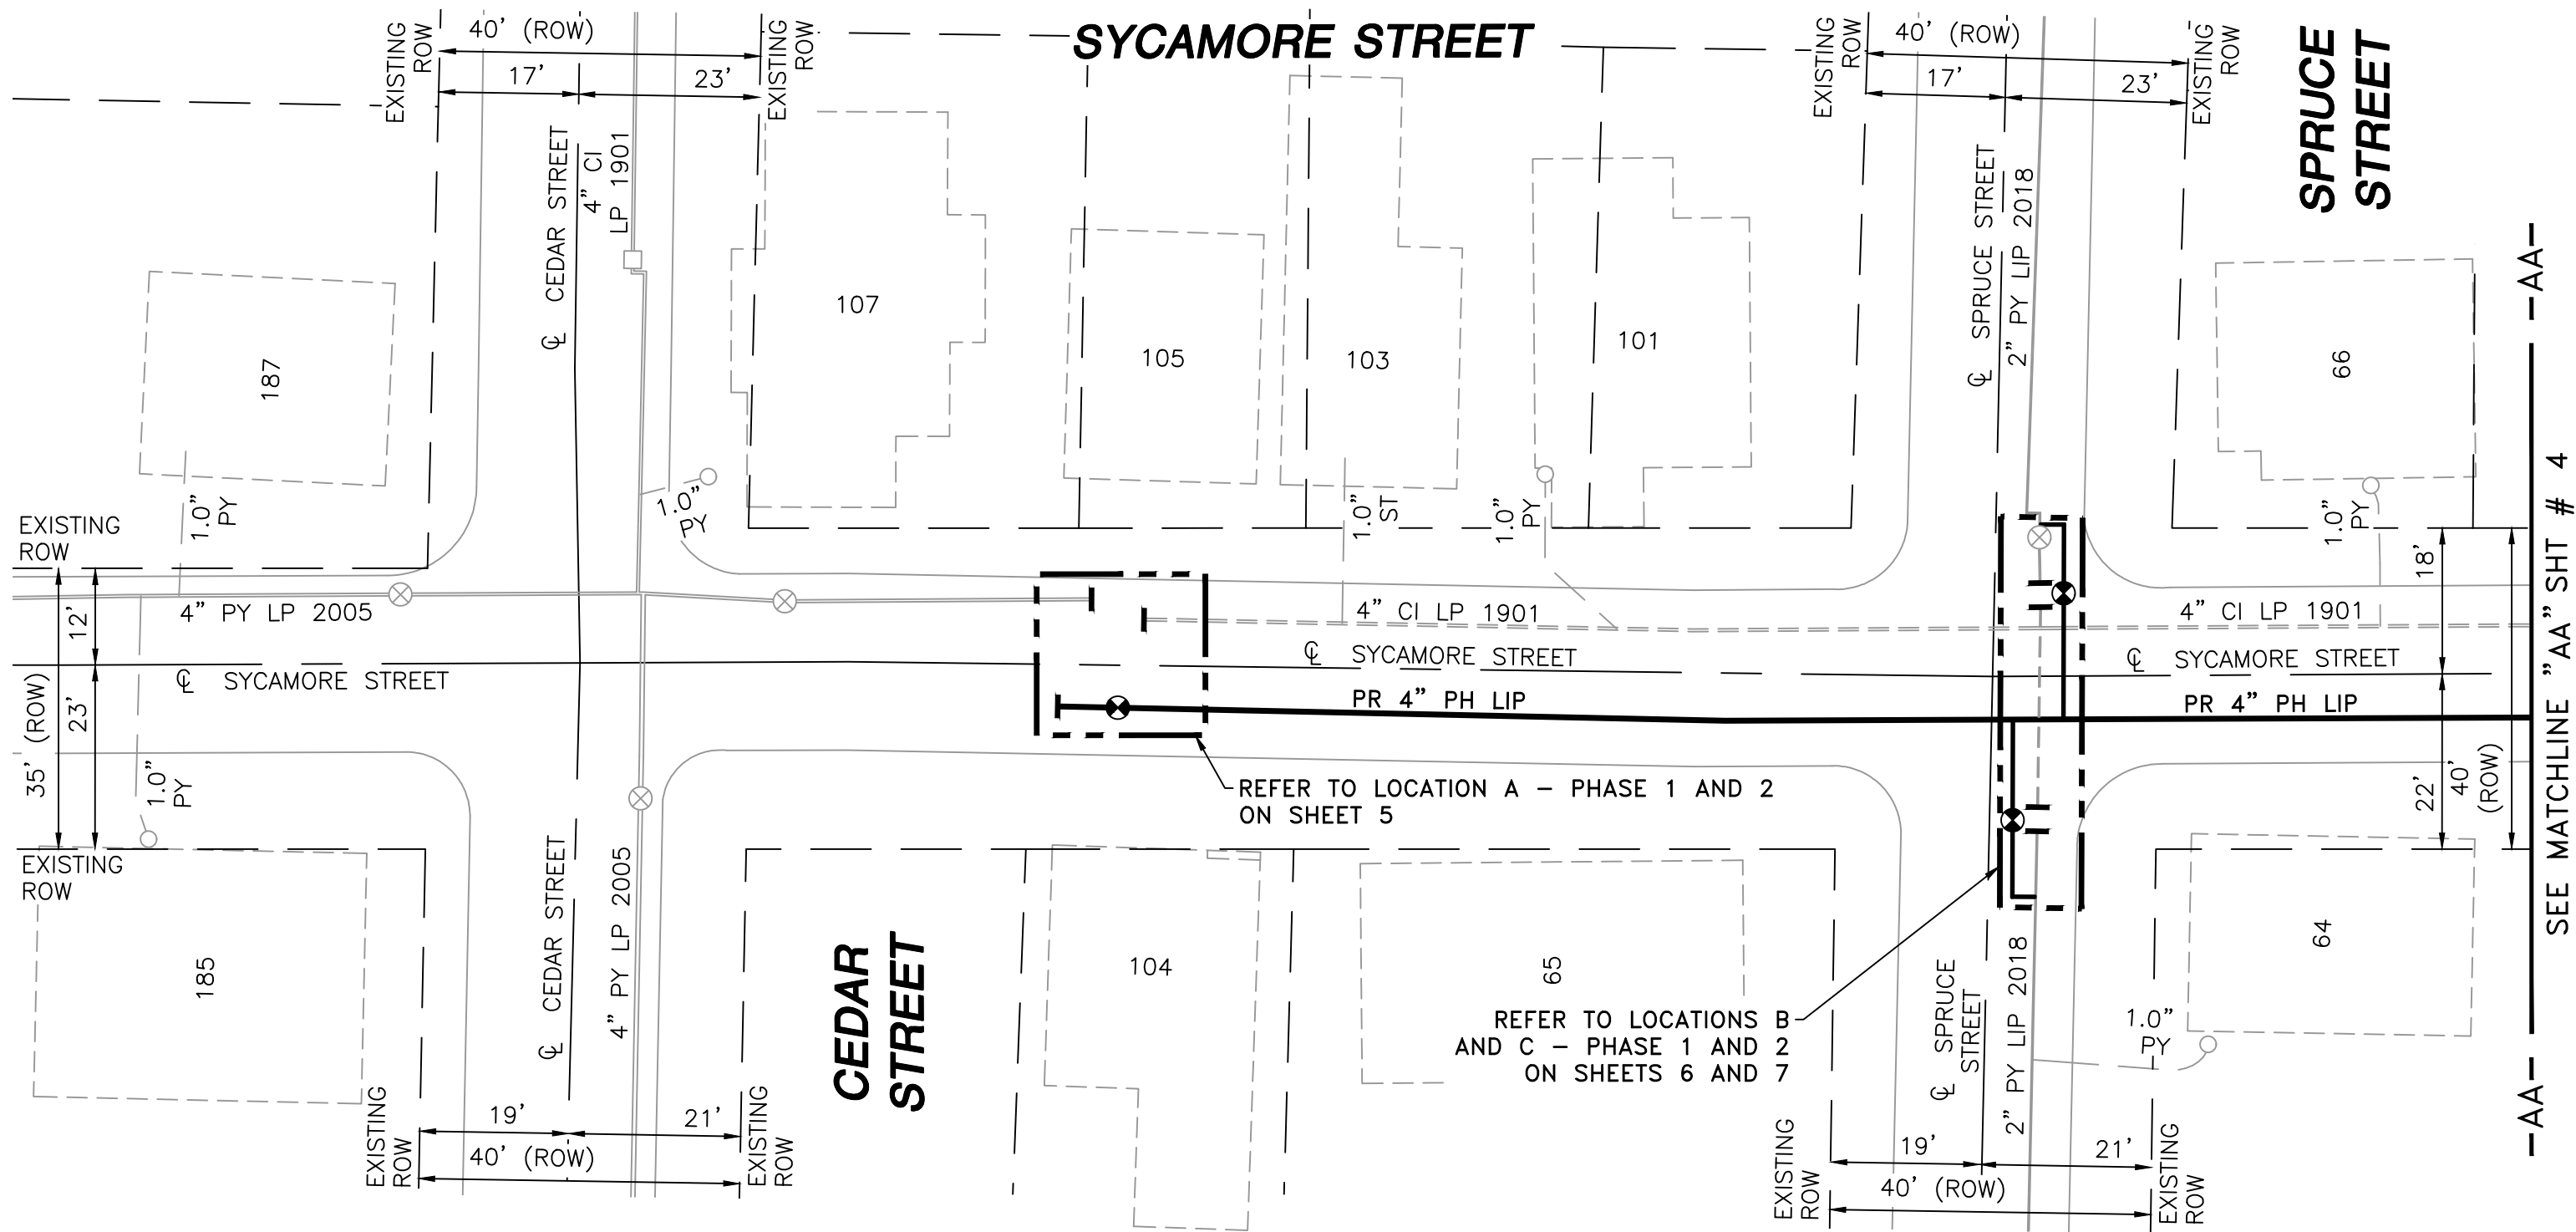 SYCAMORE STREET
SPRUCE
STREET
CEDAR
STREET
EXISTING
ROW
40' (ROW)
17'
23'
EXISTING
ROW
EXISTING
ROW
40' (ROW)
17'
23'
EXISTING
ROW
℄ CEDAR STREET
4" CI
LP 1901
℄ SPRUCE STREET
2" PY LIP 2018
187
107
105
103
101
66
1.0"
PY
1.0"
PY
1.0"
ST
1.0"
PY
1.0"
PY
EXISTING
ROW
12'
23'
35' (ROW)
4" PY LP 2005
4" CI LP 1901
4" CI LP 1901
18'
℄ SYCAMORE STREET
℄ SYCAMORE STREET
℄ SYCAMORE STREET
PR 4" PH LIP
PR 4" PH LIP
22'
40'
(ROW)
1.0"
PY
EXISTING
ROW
REFER TO LOCATION A – PHASE 1 AND 2
ON SHEET 5
185
℄ CEDAR STREET
4" PY LP 2005
104
65
64
REFER TO LOCATIONS B
AND C – PHASE 1 AND 2
ON SHEETS 6 AND 7
℄ SPRUCE
STREET
2" PY LIP 2018
1.0"
PY
EXISTING
ROW
19'
21'
40' (ROW)
EXISTING
ROW
EXISTING
ROW
19'
21'
40' (ROW)
EXISTING
ROW
AA
SEE MATCHLINE "AA" SHT # 4
AA